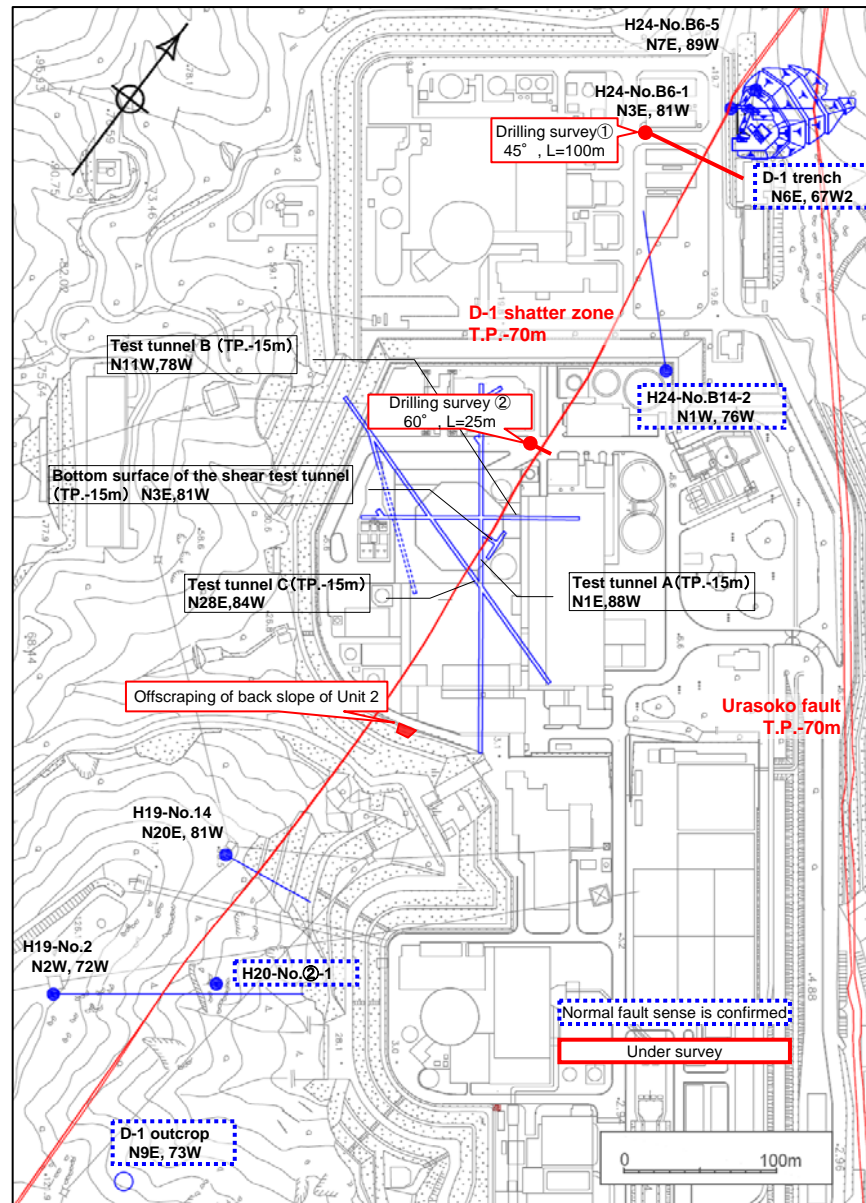 H24-No.B6-5
N7E, 89W
H24-No.B6-1
N3E, 81W
Drilling survey①
45° , L=100m
D-1 trench
N6E, 67W2
D-1 shatter zone
T.P.-70m
Test tunnel B (TP.-15m)
N11W,78W
Drilling survey ②
60° , L=25m
H24-No.B14-2
N1W, 76W
Bottom surface of the shear test tunnel
(TP.-15m) N3E,81W
Test tunnel C(TP.-15m)
N28E,84W
Test tunnel A(TP.-15m)
N1E,88W
Offscraping of back slope of Unit 2
Urasoko fault
T.P.-70m
H19-No.14
N20E, 81W
H19-No.2
N2W, 72W
H20-No.②-1
Normal fault sense is confirmed
Under survey
D-1 outcrop
N9E, 73W
0 100m